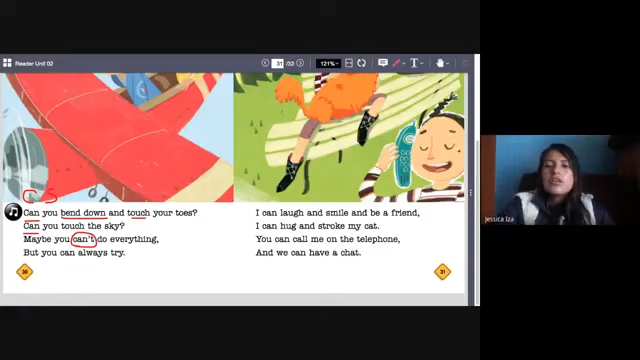 Reader Unit 02
31 /32
121%
T
C S
Can you bend down and touch your toes?
Can you touch the sky?
Maybe you can't do everything,
But you can always try.
30
I can laugh and smile and be a friend,
I can hug and stroke my cat.
You can call me on the telephone,
And we can have a chat.
31
Jessica Iza